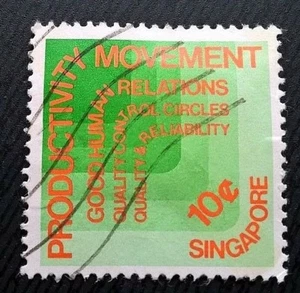 PRODUCTIVITY MOVEMENT
GOOD HUMAN RELATIONS
QUALITY CONTROL CIRCLES
QUALITY & RELIABILITY
10¢
SINGAPORE